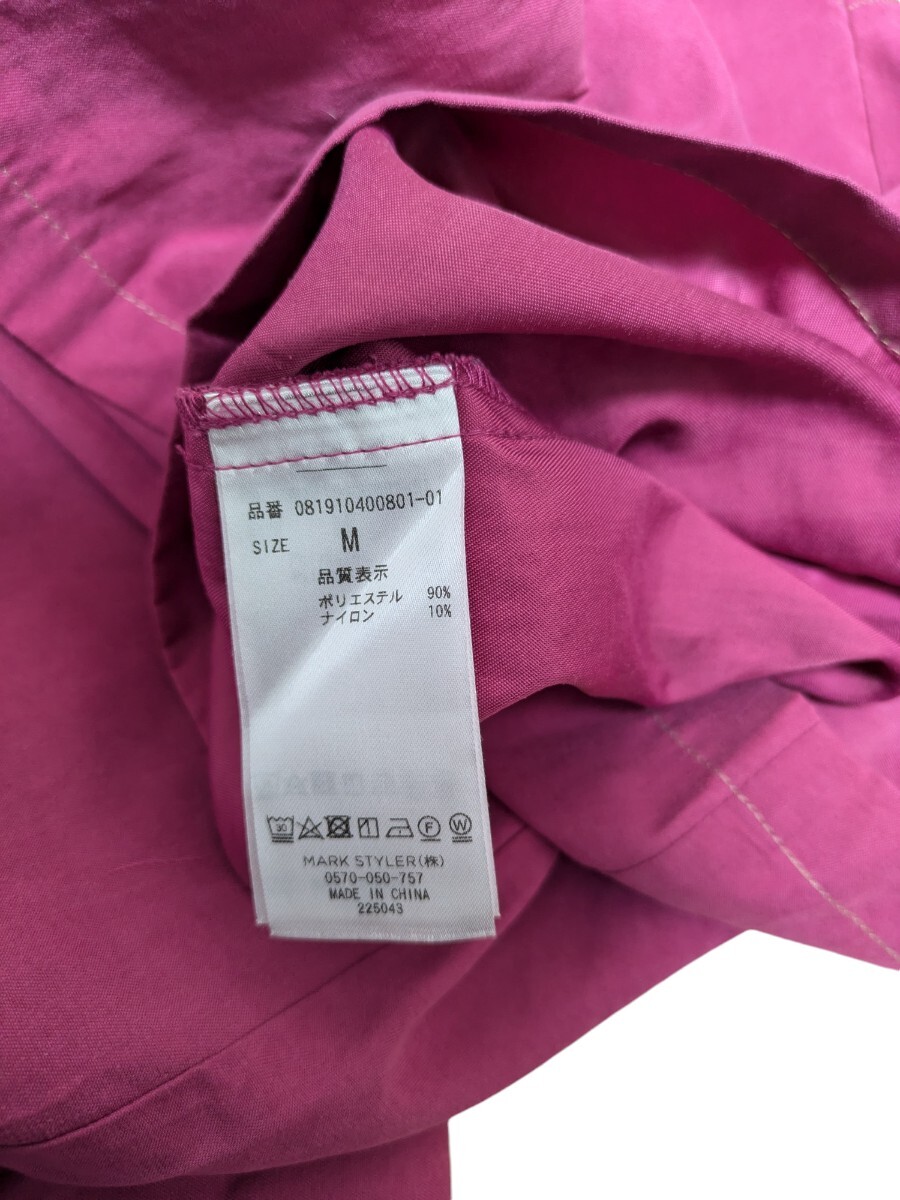 品番 081910400801-01
SIZE M
品質表示
ポリエステル 90%
ナイロン 10%
30 F W
MARK STYLER(株)
0570-050-757
MADE IN CHINA
225043